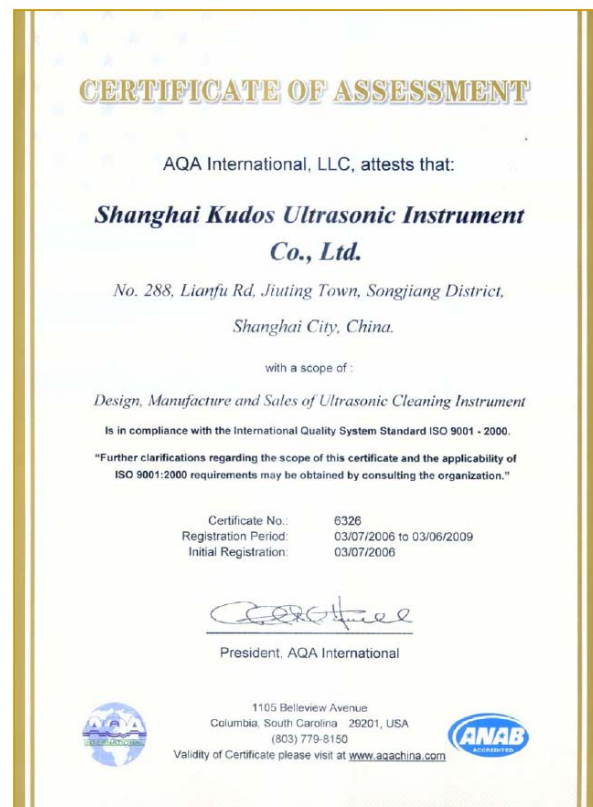 CERTIFICATE OF ASSESSMENT
AQA International, LLC, attests that:
Shanghai Kudos Ultrasonic Instrument
Co., Ltd.
No. 288, Lianfu Rd, Jiuting Town, Songjiang District,
Shanghai City, China.
with a scope of :
Design, Manufacture and Sales of Ultrasonic Cleaning Instrument
Is in compliance with the International Quality System Standard ISO 9001 - 2000.
"Further clarifications regarding the scope of this certificate and the applicability of
ISO 9001:2000 requirements may be obtained by consulting the organization."
Certificate No.: 6326
Registration Period: 03/07/2006 to 03/06/2009
Initial Registration: 03/07/2006
President, AQA International
1105 Belleview Avenue
Columbia, South Carolina 29201, USA
(803) 779-8150
Validity of Certificate please visit at www.aqachina.com
AQA
INTERNATIONAL
ANAB
ACCREDITED